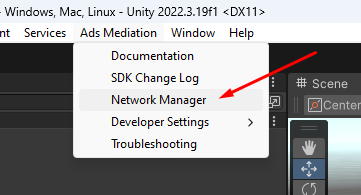 - Windows, Mac, Linux - Unity 2022.3.19f1 <DX11>
Services Ads Mediation Window Help
Documentation
SDK Change Log
Network Manager
Developer Settings
Troubleshooting
Scene
Center